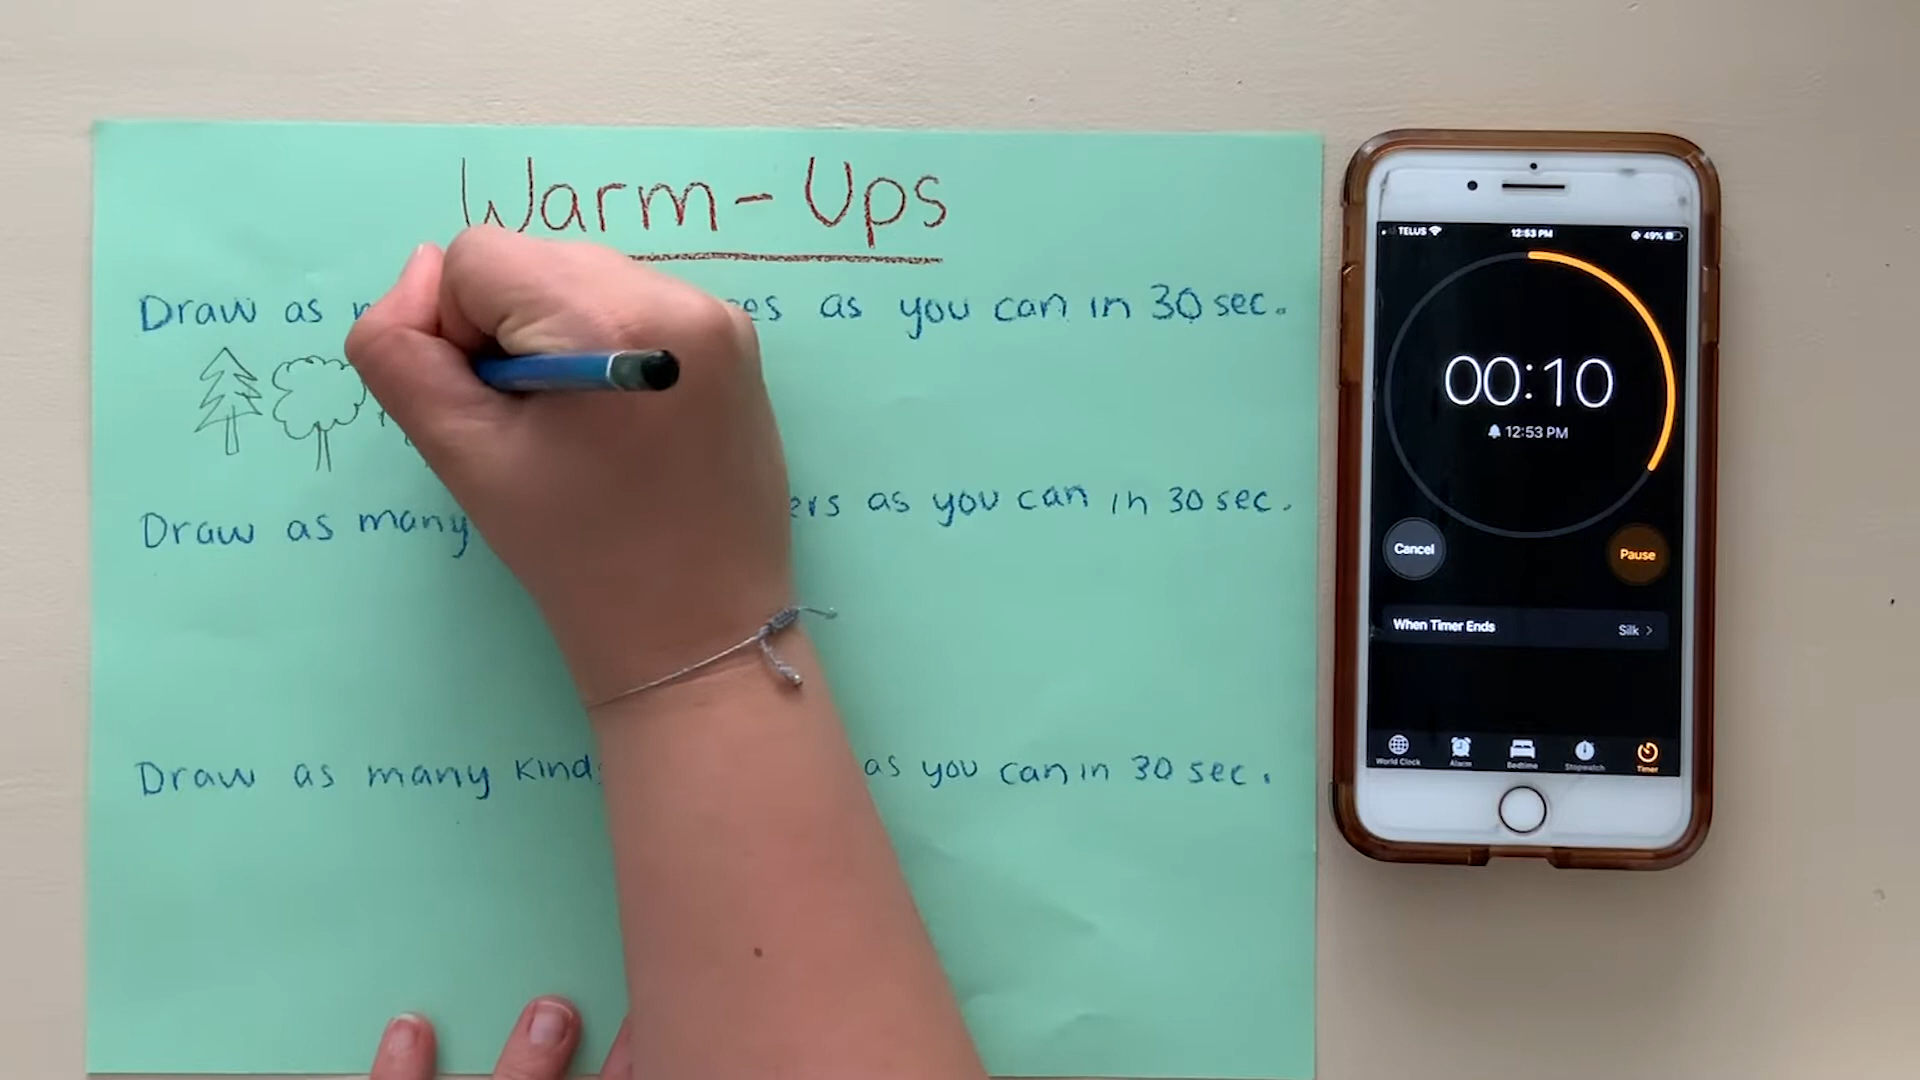 Warm-Ups
Draw as as you can in 30 sec.
Draw as many as you can in 30 sec.
Draw as many as you can in 30 sec.
TELUS 12:53 PM 49%
00:10
12:53 PM
Cancel Pause
When Timer Ends Silk >
World Clock Alarm Bedtime Stopwatch Timer